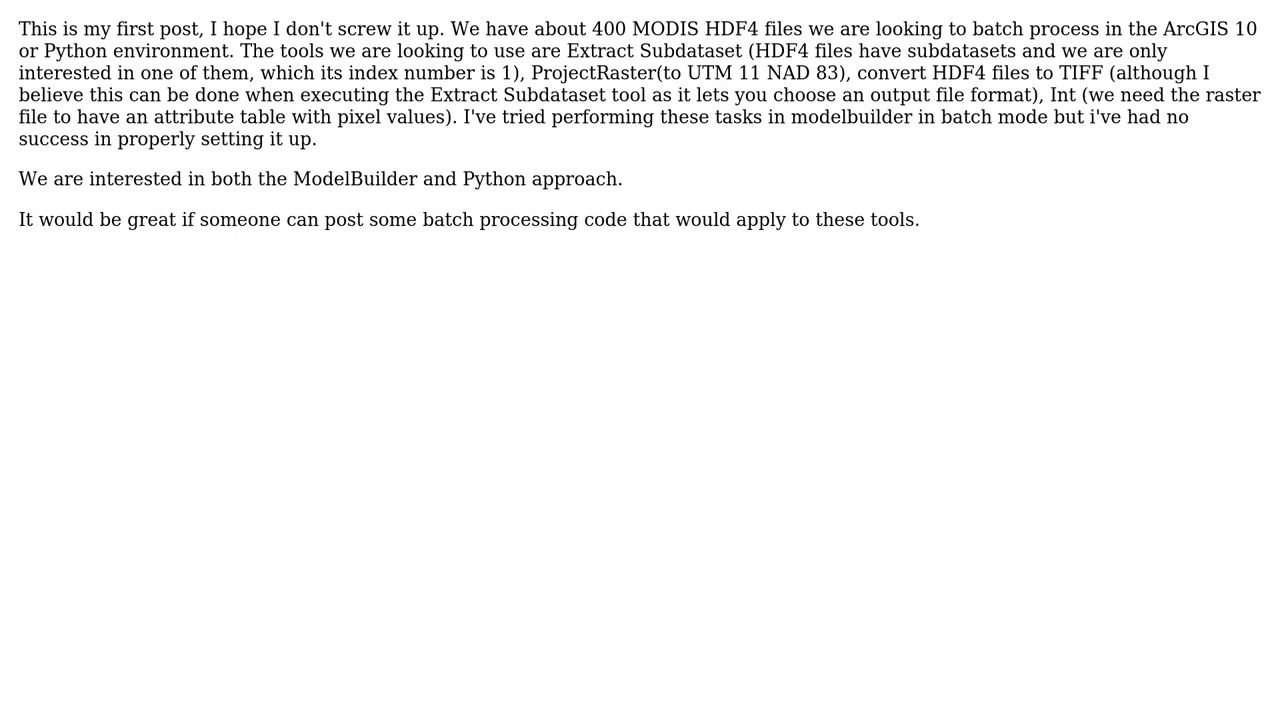 This is my first post, I hope I don't screw it up. We have about 400 MODIS HDF4 files we are looking to batch process in the ArcGIS 10
or Python environment. The tools we are looking to use are Extract Subdataset (HDF4 files have subdatasets and we are only
interested in one of them, which its index number is 1), ProjectRaster(to UTM 11 NAD 83), convert HDF4 files to TIFF (although I
believe this can be done when executing the Extract Subdataset tool as it lets you choose an output file format), Int (we need the raster
file to have an attribute table with pixel values). I've tried performing these tasks in modelbuilder in batch mode but i've had no
success in properly setting it up.
We are interested in both the ModelBuilder and Python approach.
It would be great if someone can post some batch processing code that would apply to these tools.